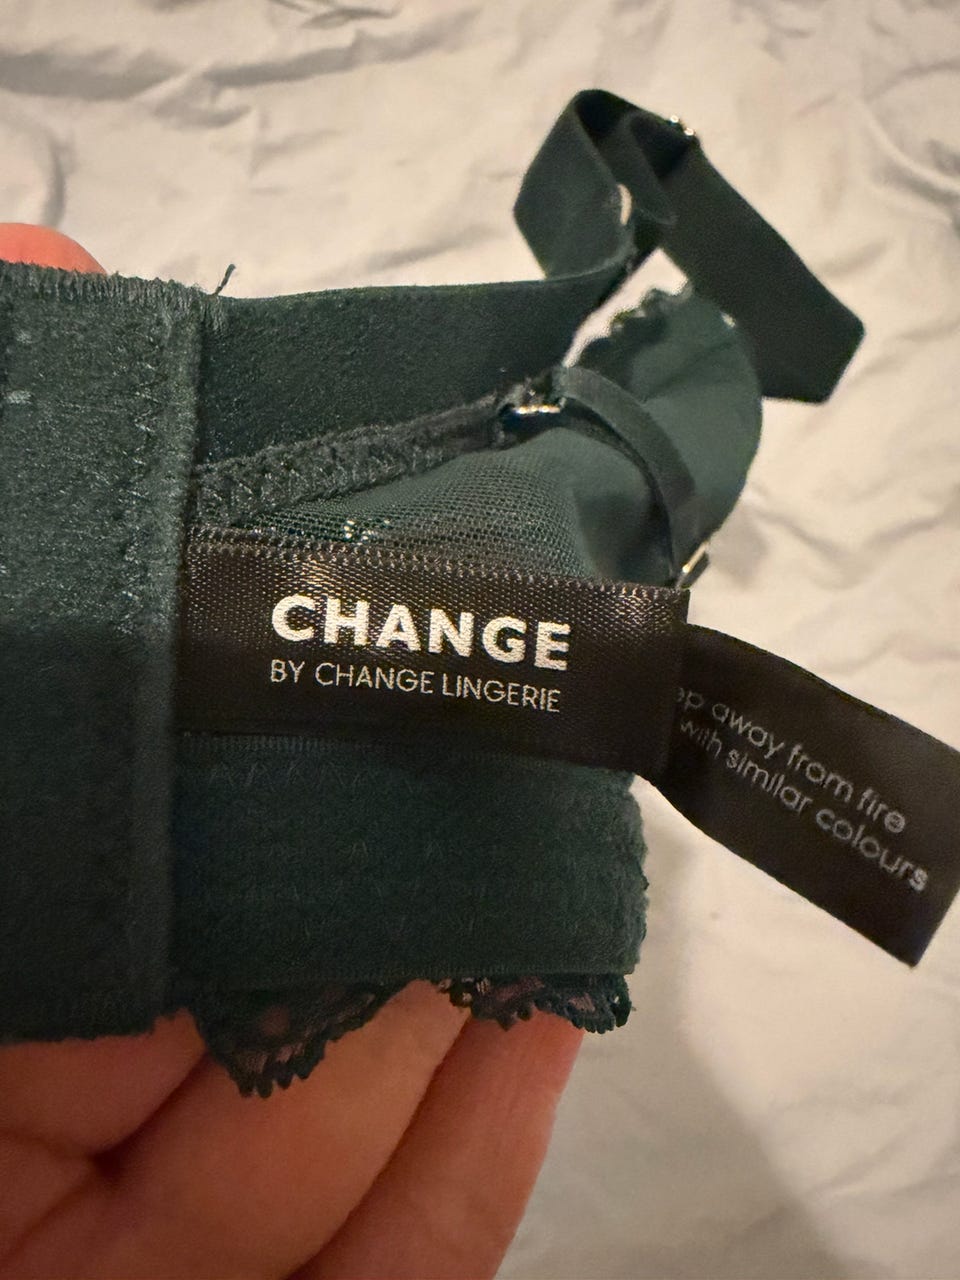 CHANGE
BY CHANGE LINGERIE
away from fire
with similar colours